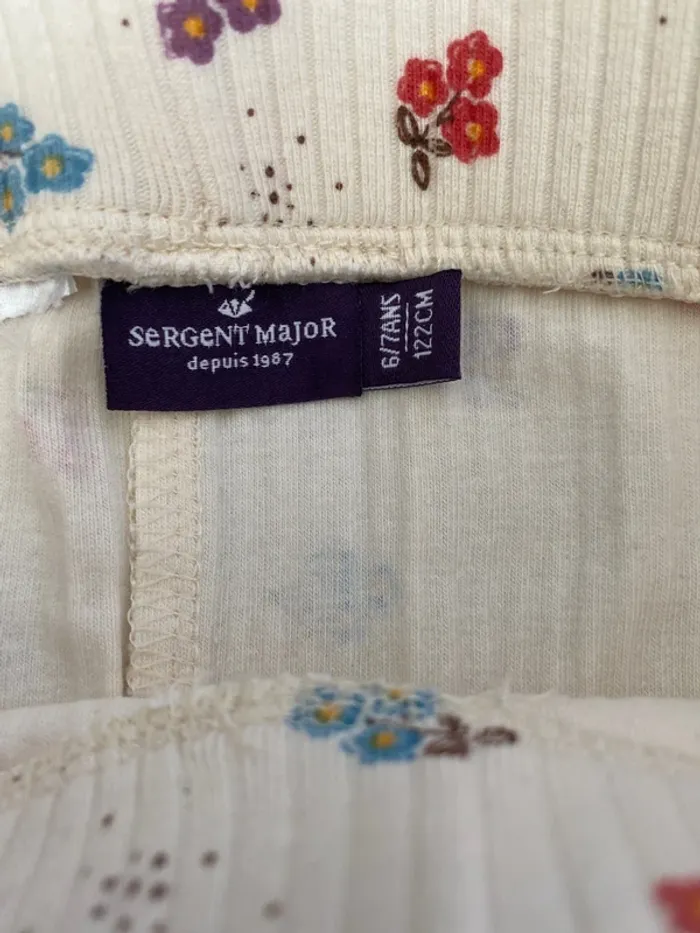 SeRGeNT MajoR
depuis 1987
6/7ANS
122CM